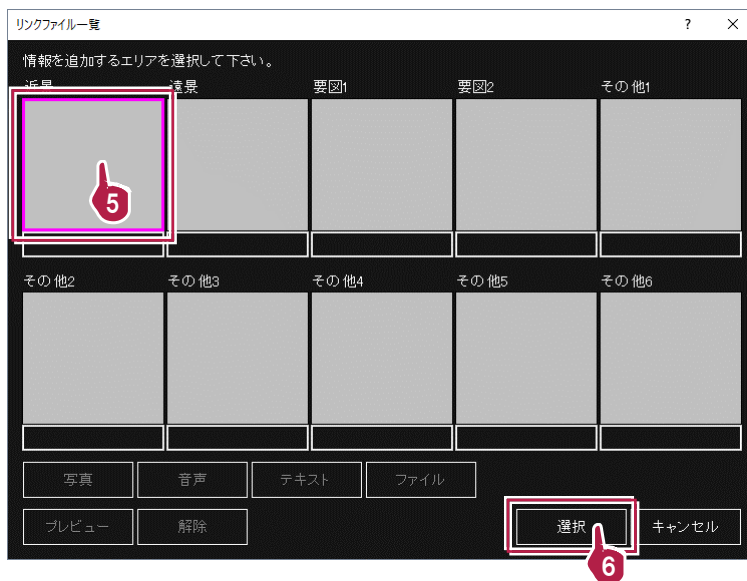 リンクファイル一覧 ? ×
情報を追加するエリアを選択して下さい。
近景 遠景 要図1 要図2 その他1
5
その他2 その他3 その他4 その他5 その他6
写真 音声 テキスト ファイル
プレビュー 解除 選択 キャンセル
6